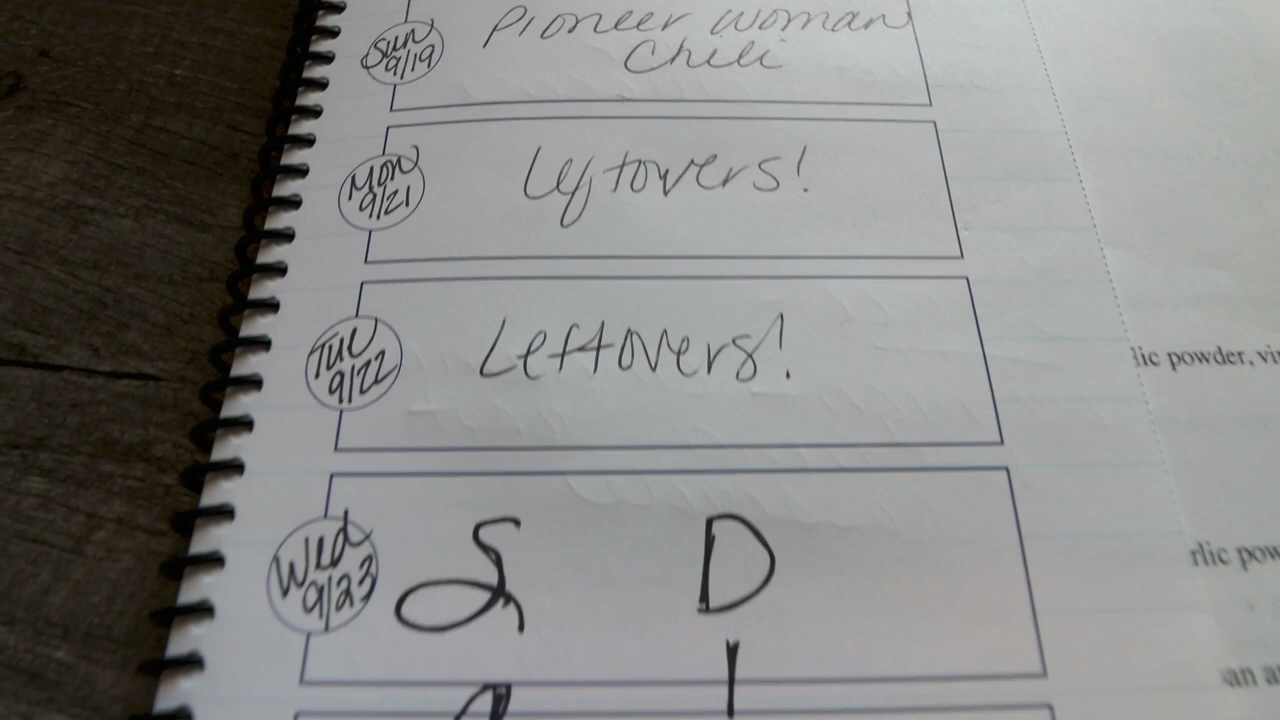 Sun
9/19
Pioneer woman
Chili
Mon
9/21
Leftovers!
Tue
9/22
Leftovers!
Wed
9/23
S D
lic powder, vin
rlic pow
an a